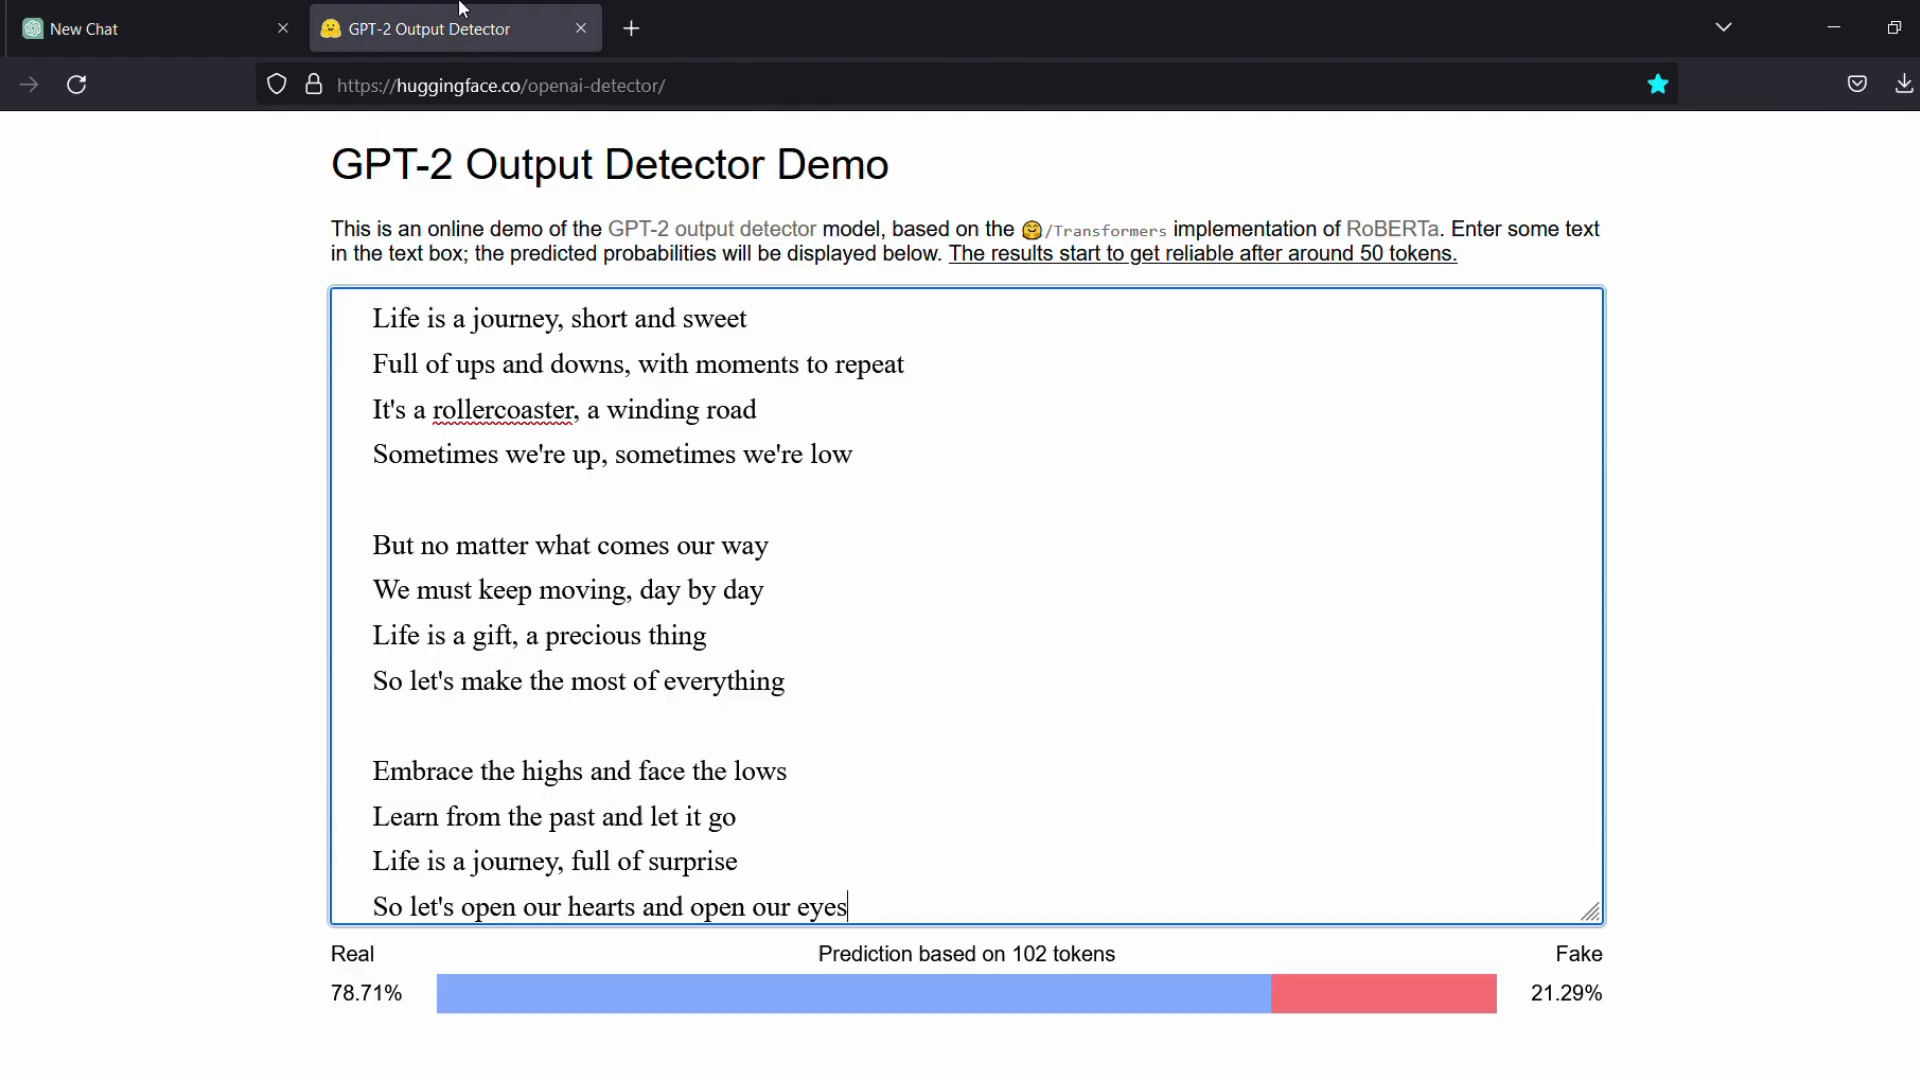 New Chat
GPT-2 Output Detector
https://huggingface.co/openai-detector/
GPT-2 Output Detector Demo
This is an online demo of the GPT-2 output detector model, based on the 🤗/Transformers implementation of RoBERTa. Enter some text
in the text box; the predicted probabilities will be displayed below. The results start to get reliable after around 50 tokens.
Life is a journey, short and sweet
Full of ups and downs, with moments to repeat
It's a rollercoaster, a winding road
Sometimes we're up, sometimes we're low
But no matter what comes our way
We must keep moving, day by day
Life is a gift, a precious thing
So let's make the most of everything
Embrace the highs and face the lows
Learn from the past and let it go
Life is a journey, full of surprise
So let's open our hearts and open our eyes
Real Prediction based on 102 tokens Fake
78.71% 21.29%